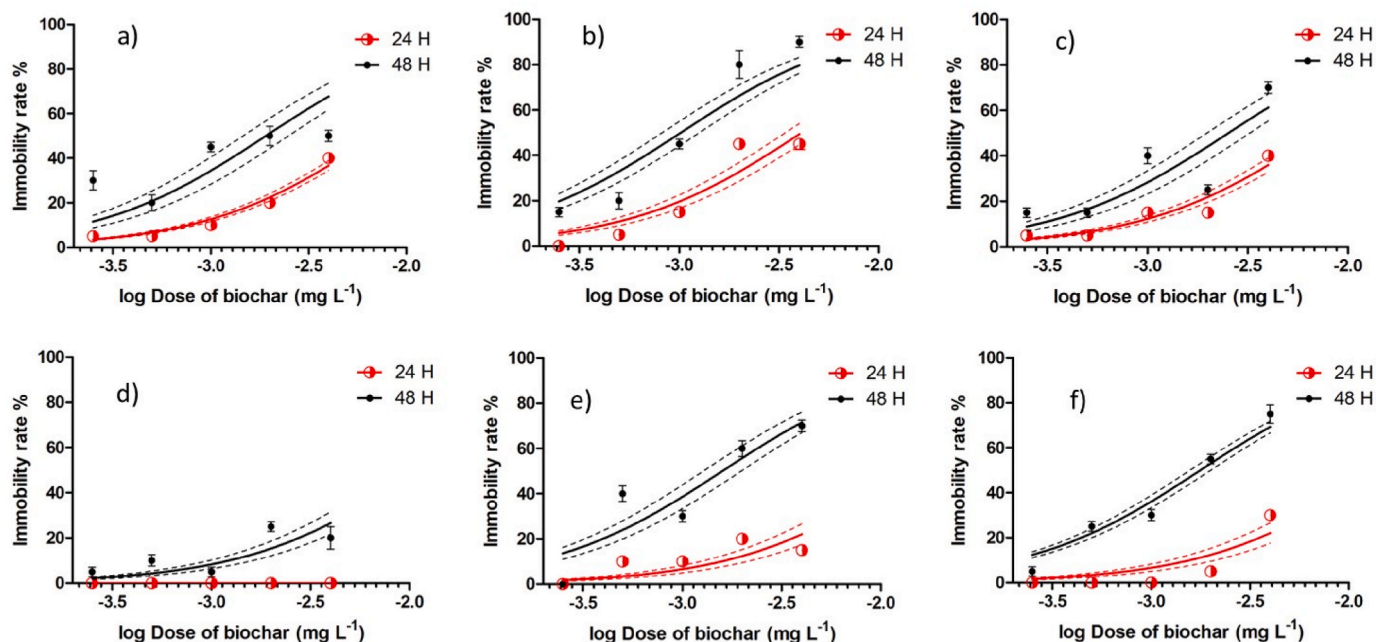 a)
24 H
48 H
Immobility rate %
100
80
60
40
20
0
-3.5
-3.0
-2.5
-2.0
log Dose of biochar (mg L⁻¹)
b)
24 H
48 H
Immobility rate %
100
80
60
40
20
0
-3.5
-3.0
-2.5
-2.0
log Dose of biochar (mg L⁻¹)
c)
24 H
48 H
Immobility rate %
100
80
60
40
20
0
-3.5
-3.0
-2.5
-2.0
log Dose of biochar (mg L⁻¹)
d)
24 H
48 H
Immobility rate %
100
80
60
40
20
0
-3.5
-3.0
-2.5
-2.0
log Dose of biochar (mg L⁻¹)
e)
24 H
48 H
Immobility rate %
100
80
60
40
20
0
-3.5
-3.0
-2.5
-2.0
log Dose of biochar (mg L⁻¹)
f)
24 H
48 H
Immobility rate %
100
80
60
40
20
0
-3.5
-3.0
-2.5
-2.0
log Dose of biochar (mg L⁻¹)